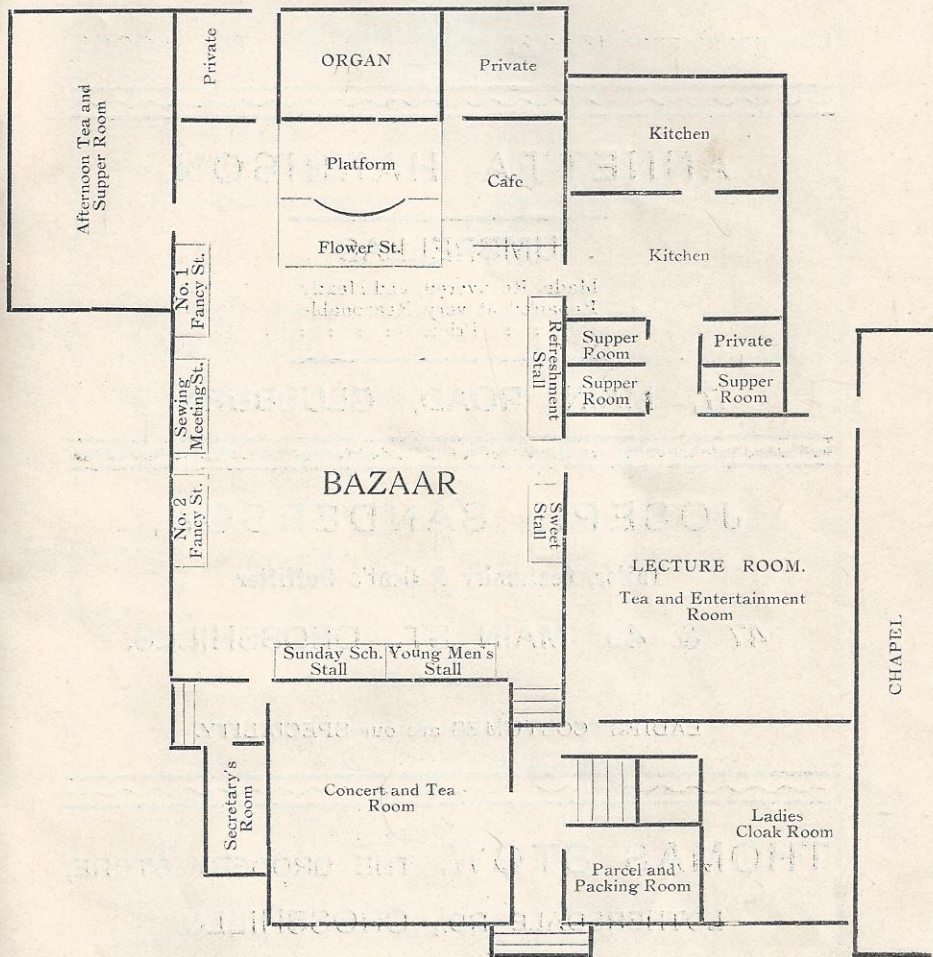 Afternoon Tea and
Supper Room
Private
ORGAN
Private
Platform
Cafe
Flower St.
Kitchen
Kitchen
No. 1
Fancy St.
Sewing
Meeting St.
No. 2
Fancy St.
Refreshment
Stall
Supper
Room
Private
Supper
Room
Supper
Room
BAZAAR
Sweet
Stall
LECTURE ROOM.
Tea and Entertainment
Room
CHAPEL
Sunday Sch.
Stall
Young Men's
Stall
Secretary's
Room
Concert and Tea
Room
Ladies
Cloak Room
Parcel and
Packing Room